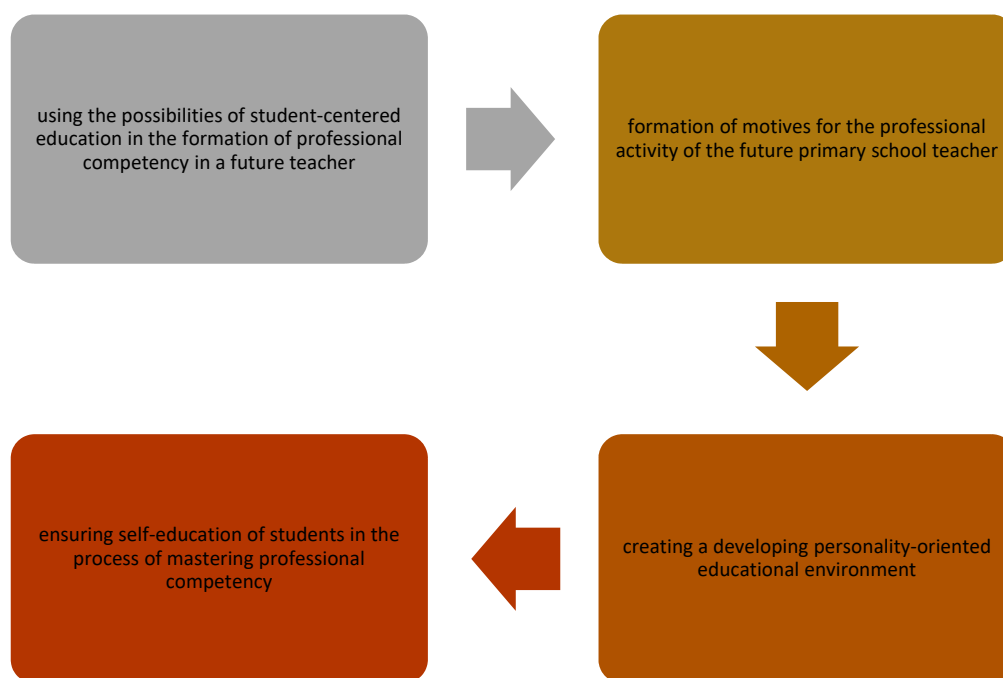 using the possibilities of student-centered
education in the formation of professional
competency in a future teacher
formation of motives for the professional
activity of the future primary school teacher
creating a developing personality-oriented
educational environment
ensuring self-education of students in the
process of mastering professional
competency